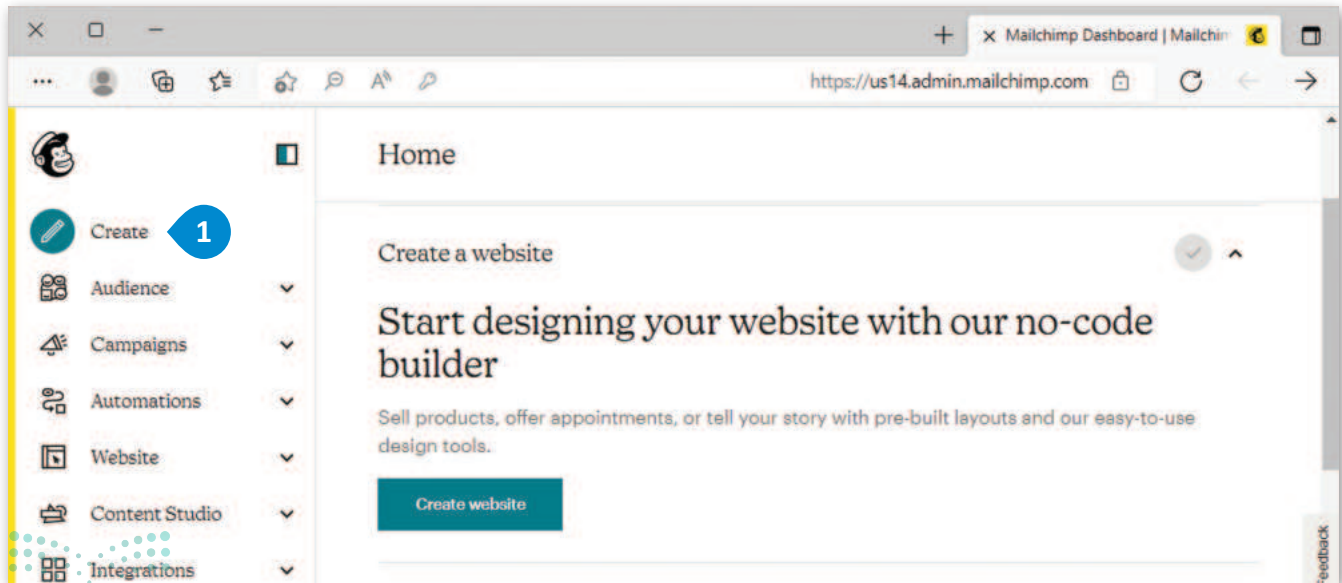 Mailchimp Dashboard | Mailchim
https://us14.admin.mailchimp.com
Home
Create
1
Audience
Campaigns
Automations
Website
Content Studio
Integrations
Create a website
Start designing your website with our no-code
builder
Sell products, offer appointments, or tell your story with pre-built layouts and our easy-to-use
design tools.
Create website
Feedback